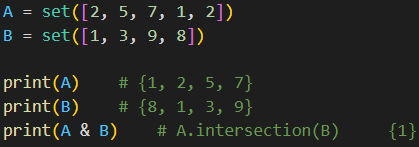 A = set([2, 5, 7, 1, 2])
B = set([1, 3, 9, 8])
print(A)    # {1, 2, 5, 7}
print(B)    # {8, 1, 3, 9}
print(A & B)    # A.intersection(B)      {1}